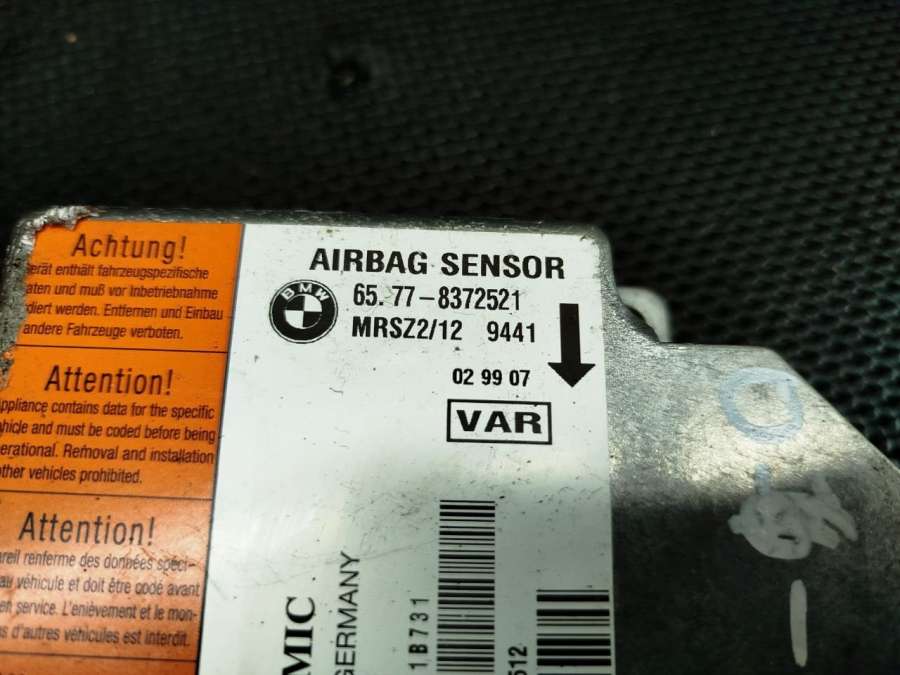 Achtung!
erät enthält fahrzeugspezifische
aten und muß vor Inbetriebnahme
diert werden. Entfernen und Einbau
andere Fahrzeuge verboten.
Attention!
ppliance contains data for the specific
hicle and must be coded before being
erational. Removal and installation
other vehicles prohibited.
Attention!
areil renferme des données spéci-
au véhicule et doit être codé avant
en service. L'enièvement et le mon-
s d'autres véhicules est interdit.
AIRBAG SENSOR
BMW
65.77-8372521
MRSZ2/12 9441
02 99 07
VAR
MIC
GERMANY
1B731
512